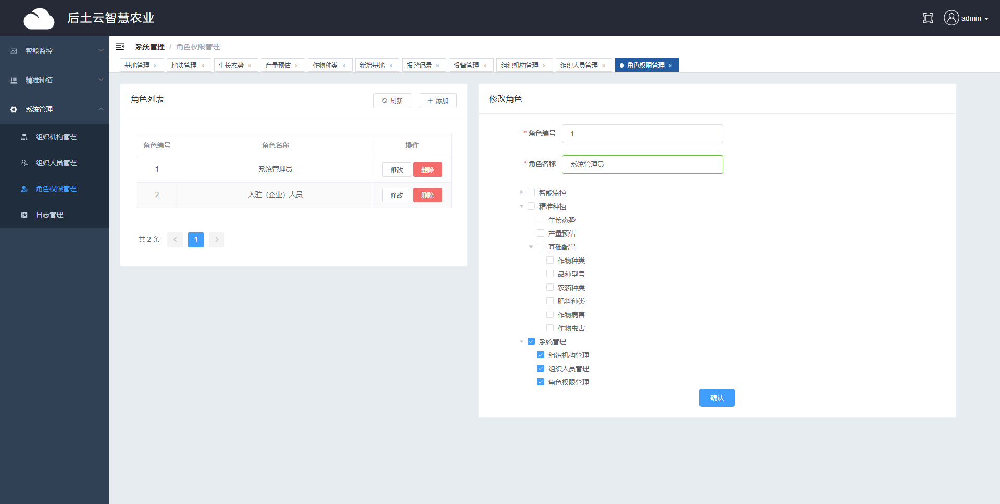 后土云智慧农业
admin
智能监控
精准种植
系统管理
组织机构管理
组织人员管理
角色权限管理
日志管理
系统管理 / 角色权限管理
基地管理 × 地块管理 × 生长态势 × 产量预估 × 作物种类 × 新增基地 × 报警记录 × 设备管理 × 组织机构管理 × 组织人员管理 × 角色权限管理 ×
角色列表
刷新
添加
角色编号 角色名称 操作
1 系统管理员 修改 删除
2 入驻（企业）人员 修改 删除
共 2 条 1
修改角色
* 角色编号 1
* 角色名称 系统管理员
智能监控
精准种植
生长态势
产量预估
基础配置
作物种类
品种型号
农药种类
肥料种类
作物病害
作物虫害
系统管理
组织机构管理
组织人员管理
角色权限管理
确认